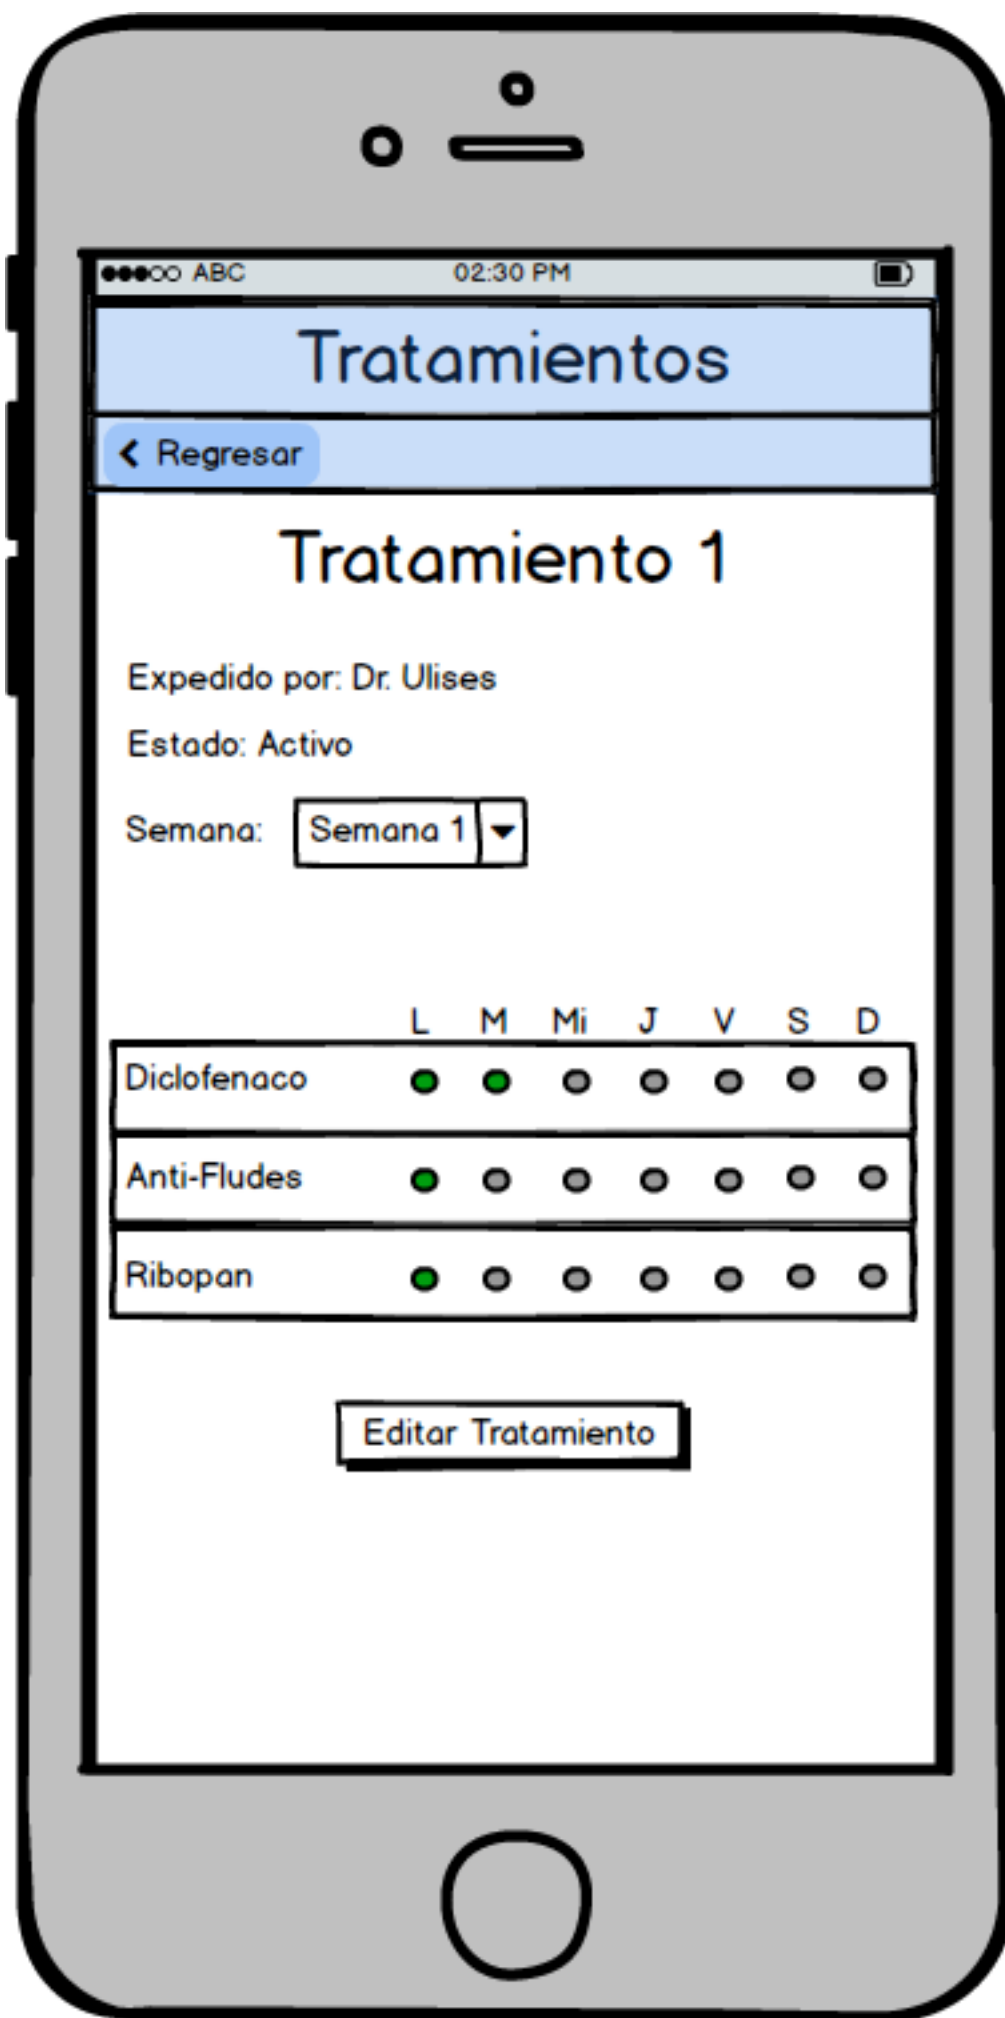 ABC 02:30 PM
Tratamientos
Regresar
Tratamiento 1
Expedido por: Dr. Ulises
Estado: Activo
Semana: Semana 1
L M Mi J V S D
Diclofenaco
Anti-Fludes
Ribopan
Editar Tratamiento